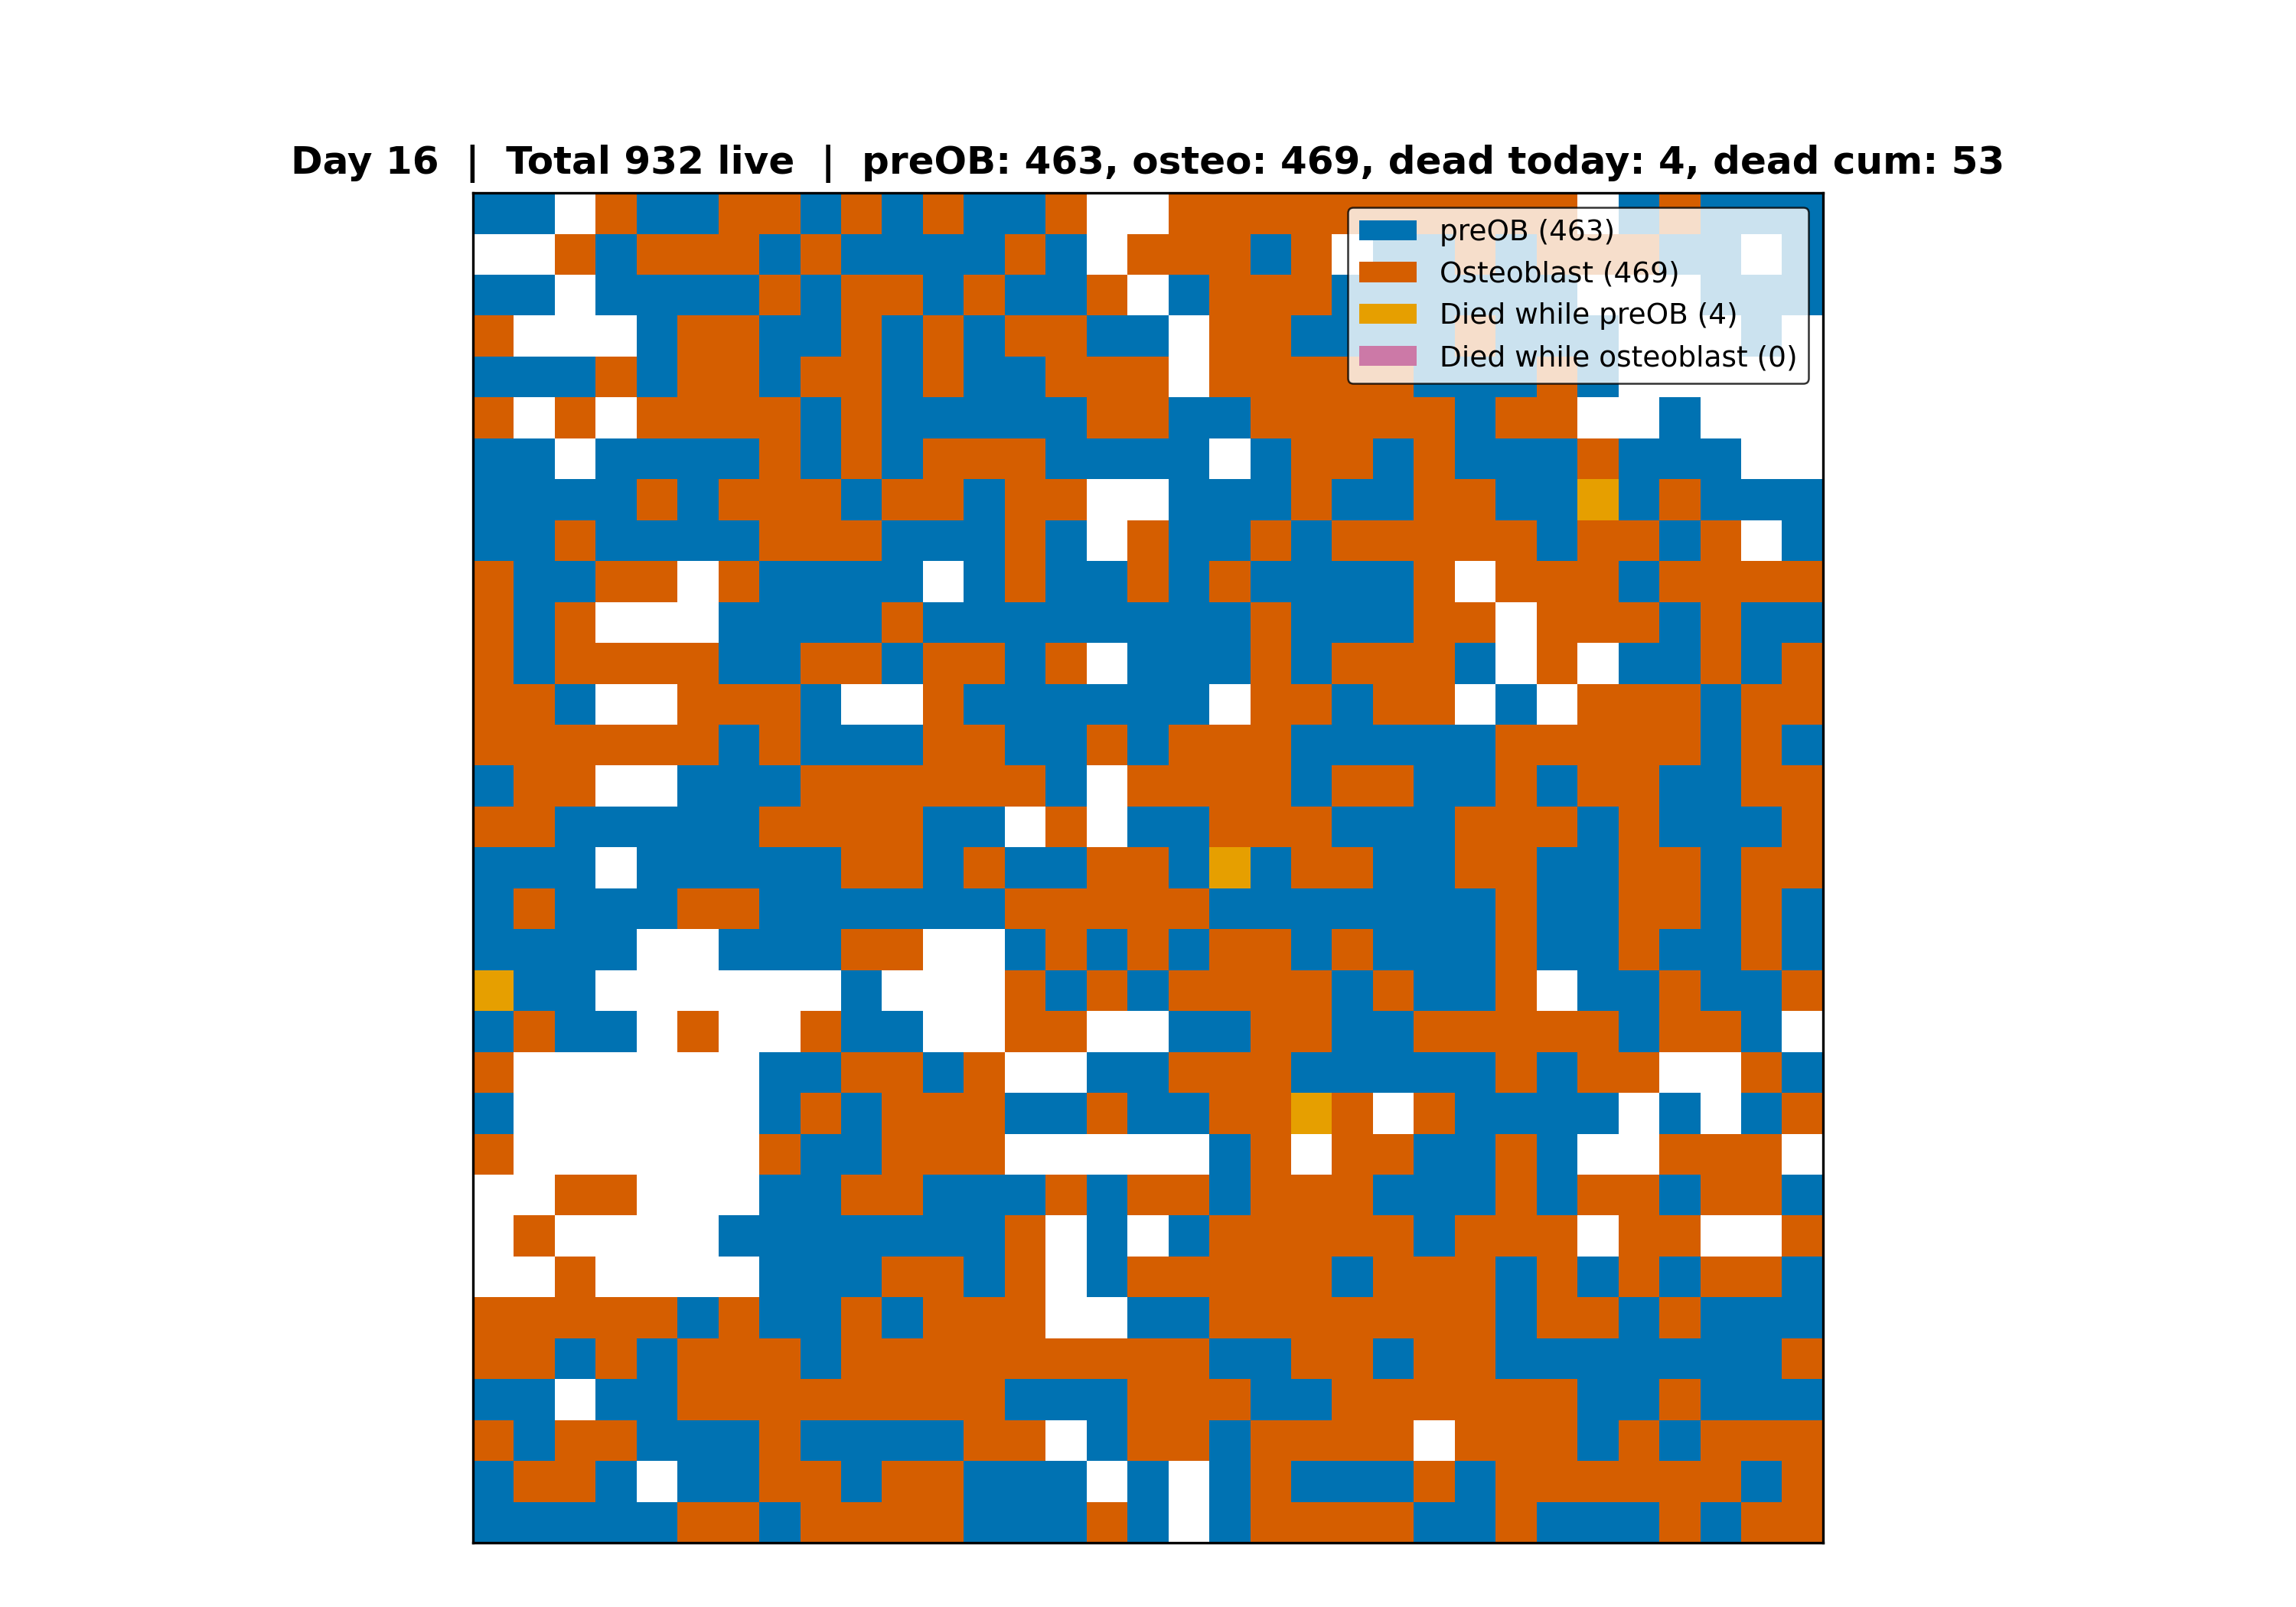 Day 16 | Total 932 live | preOB: 463, osteo: 469, dead today: 4, dead cum: 53
preOB (463)
Osteoblast (469)
Died while preOB (4)
Died while osteoblast (0)